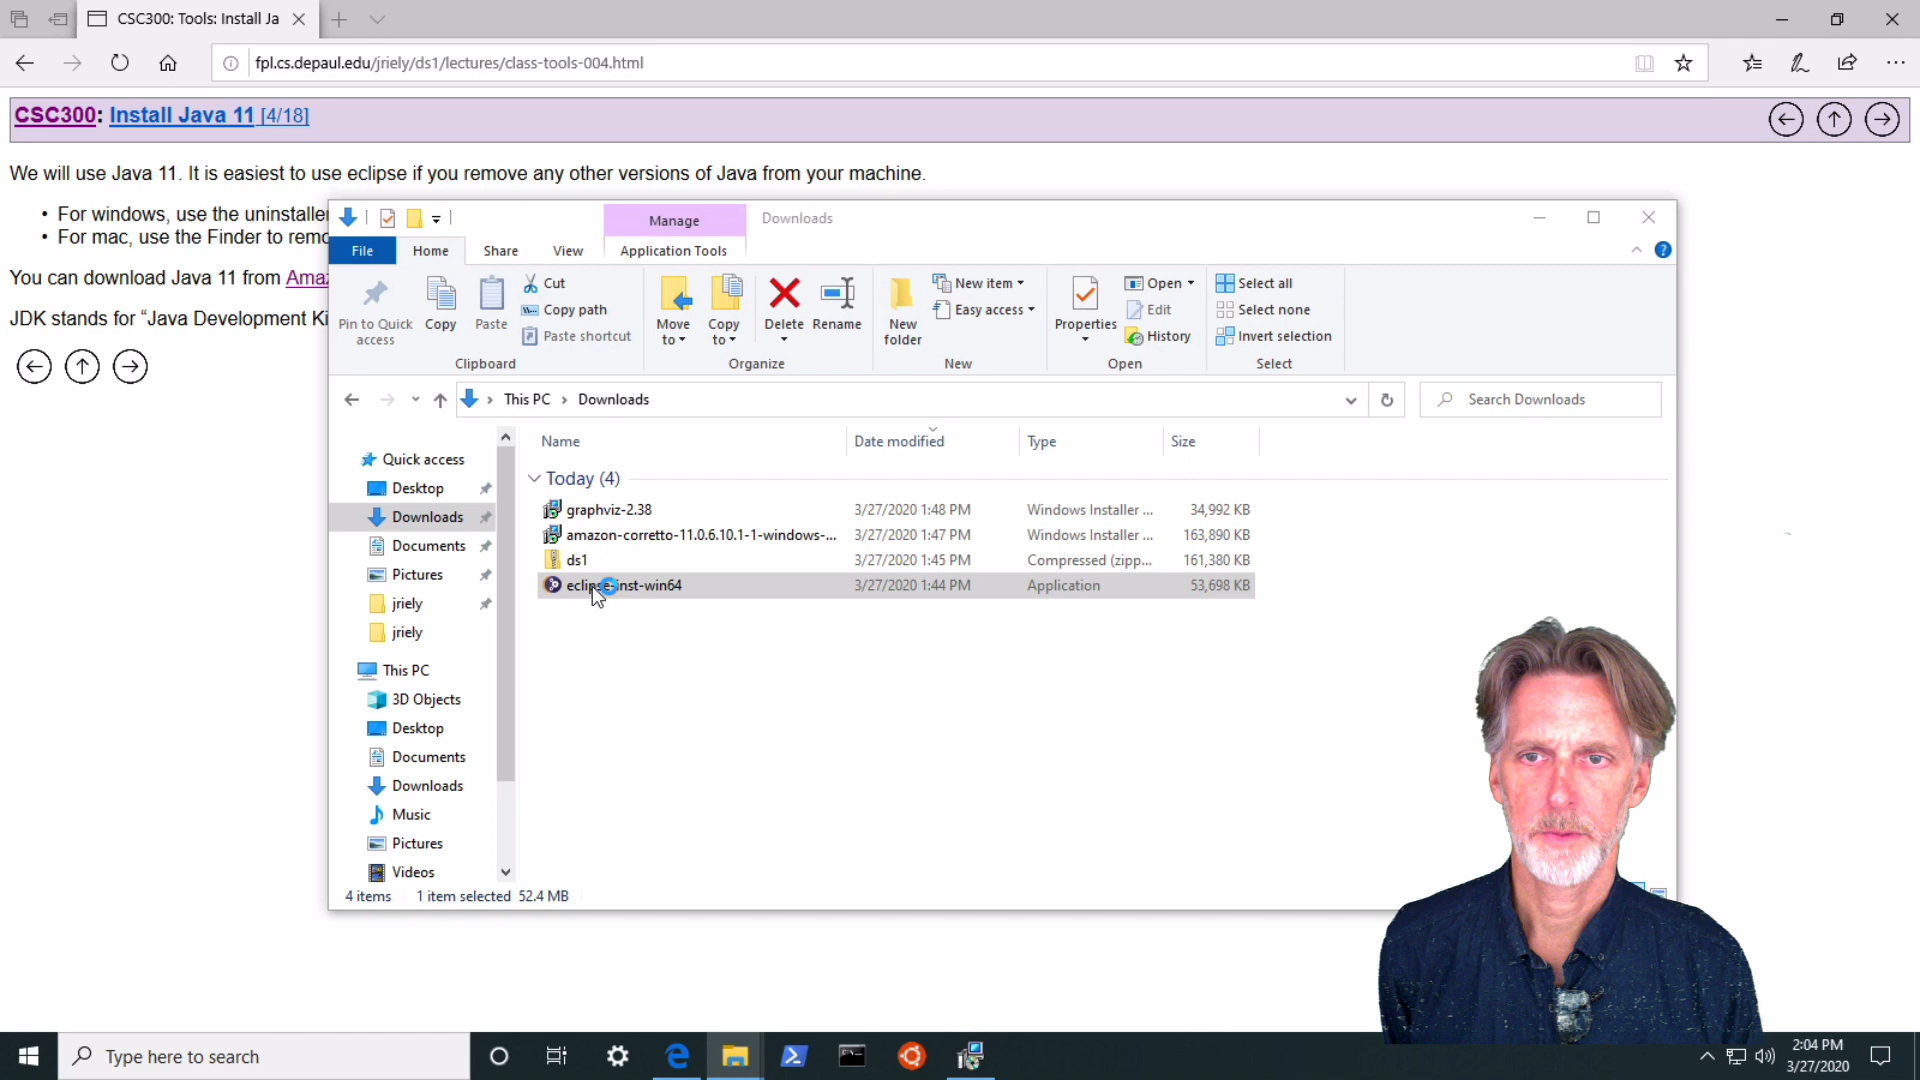 CSC300: Tools: Install Ja
fpl.cs.depaul.edu/jriely/ds1/lectures/class-tools-004.html
CSC300: Install Java 11 [4/18]
We will use Java 11. It is easiest to use eclipse if you remove any other versions of Java from your machine.
• For windows, use the uninstaller
• For mac, use the Finder to remo
You can download Java 11 from Amaz
JDK stands for “Java Development Ki
Manage
Downloads
File
Home
Share
View
Application Tools
Pin to Quick access
Copy
Paste
Cut
Copy path
Paste shortcut
Clipboard
Move to
Copy to
Delete
Rename
Organize
New folder
New item
Easy access
New
Properties
Open
Edit
History
Open
Select all
Select none
Invert selection
Select
This PC › Downloads
Search Downloads
Name
Date modified
Type
Size
Quick access
Desktop
Downloads
Documents
Pictures
jriely
jriely
This PC
3D Objects
Desktop
Documents
Downloads
Music
Pictures
Videos
Today (4)
graphviz-2.38 3/27/2020 1:48 PM Windows Installer ... 34,992 KB
amazon-corretto-11.0.6.10.1-1-windows-... 3/27/2020 1:47 PM Windows Installer ... 163,890 KB
ds1 3/27/2020 1:45 PM Compressed (zipp... 161,380 KB
eclipse-inst-win64 3/27/2020 1:44 PM Application 53,698 KB
4 items 1 item selected 52.4 MB
Type here to search
2:04 PM
3/27/2020